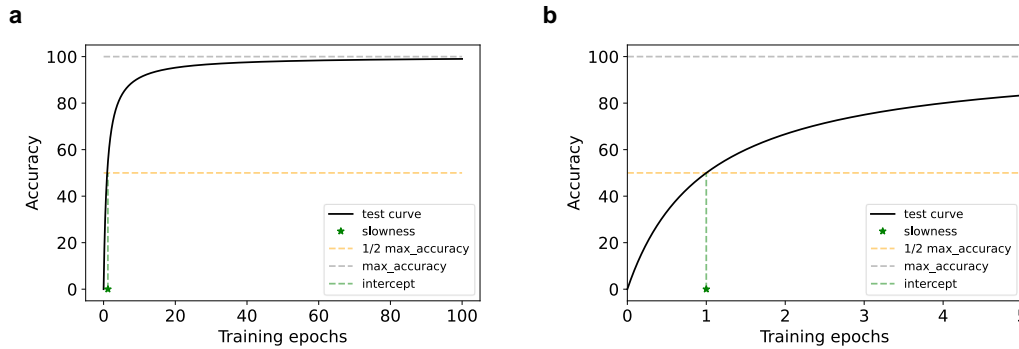 a
100
80
60
40
20
0
Accuracy
0 20 40 60 80 100
Training epochs
test curve
slowness
1/2 max_accuracy
max_accuracy
intercept
b
100
80
60
40
20
0
Accuracy
0 1 2 3 4 5
Training epochs
test curve
slowness
1/2 max_accuracy
max_accuracy
intercept